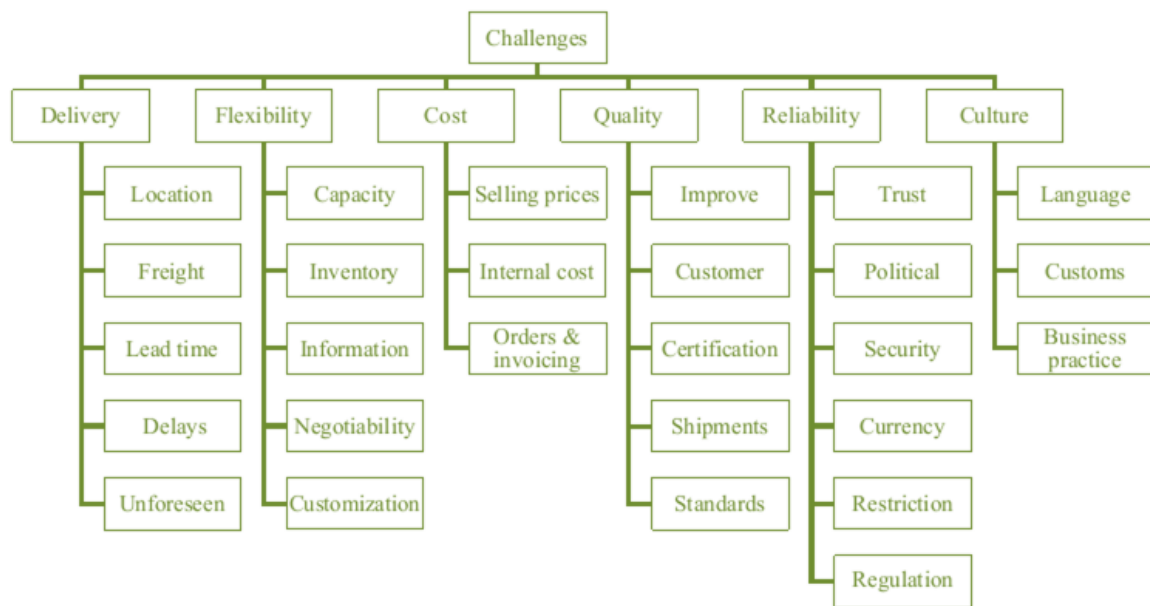 Challenges
Delivery
Flexibility
Cost
Quality
Reliability
Culture
Location
Capacity
Selling prices
Improve
Trust
Language
Freight
Inventory
Internal cost
Customer
Political
Customs
Lead time
Information
Orders &
invoicing
Certification
Security
Business
practice
Delays
Negotiability
Shipments
Currency
Unforeseen
Customization
Standards
Restriction
Regulation